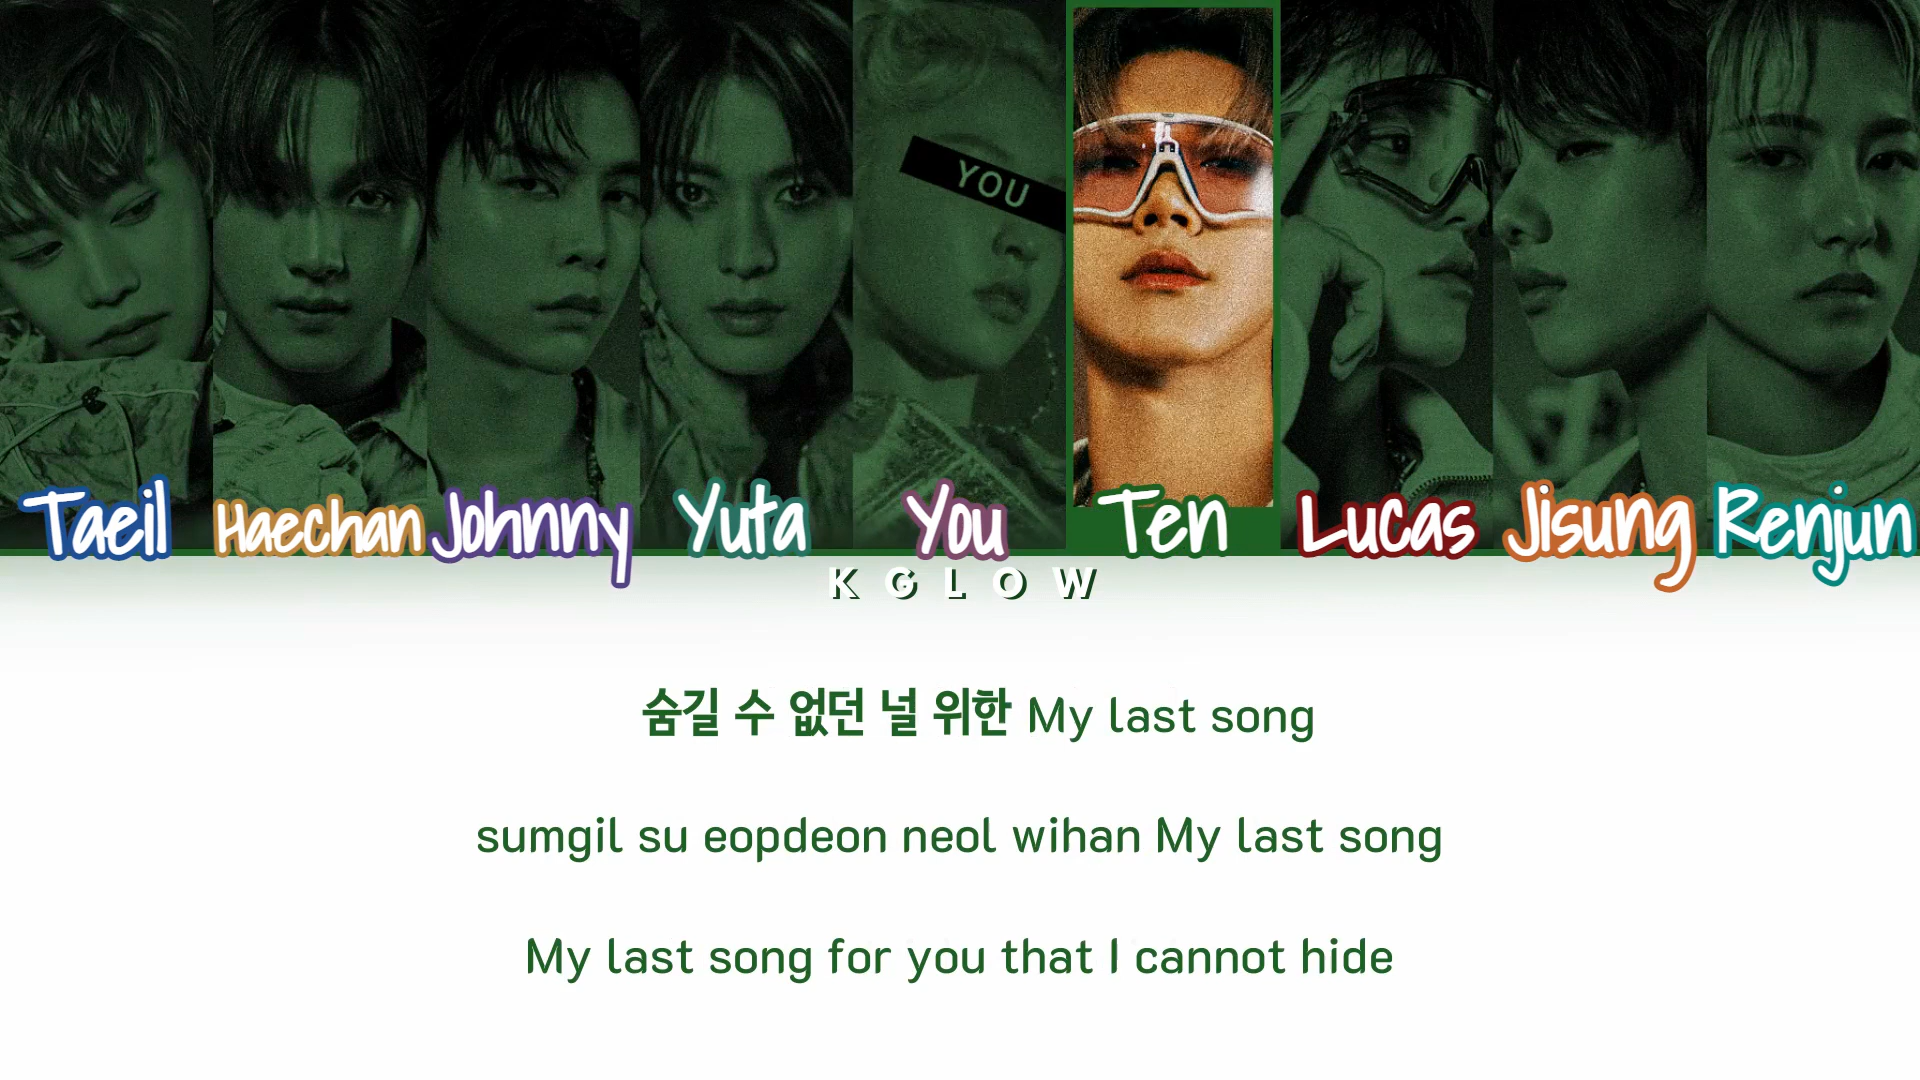 YOU
Taeil Haechan Johnny Yuta You Ten Lucas Jisung Renjun
KGLOW
숨길 수 없던 널 위한 My last song
sumgil su eopdeon neol wihan My last song
My last song for you that I cannot hide